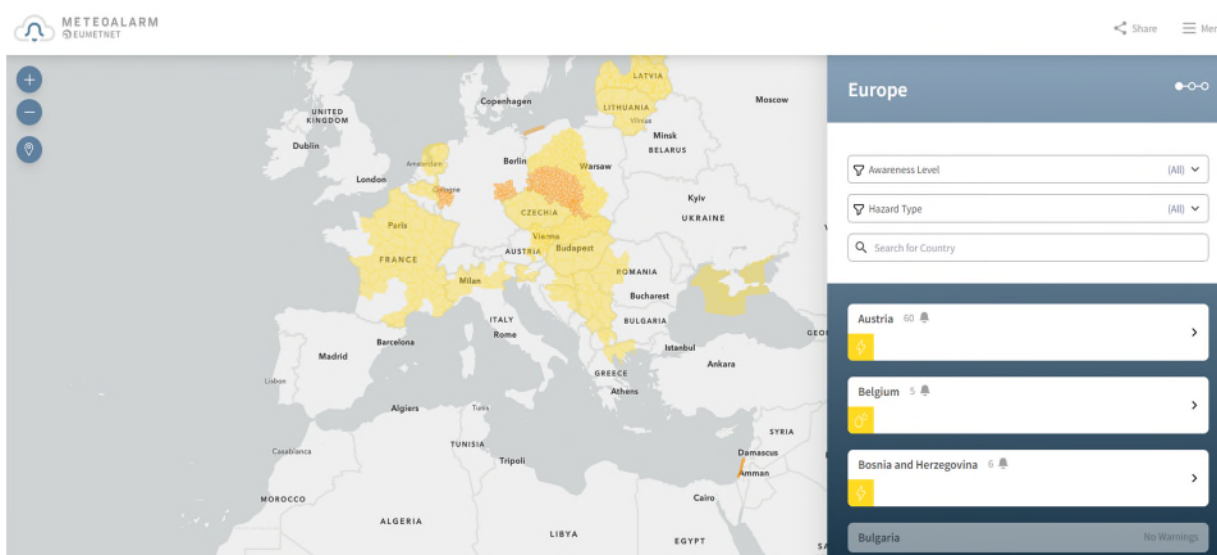 METEOALARM
EUMETNET
Share
Men
LATVIA
Copenhagen
Moscow
LITHUANIA
Vilnius
UNITED
KINGDOM
Minsk
BELARUS
Dublin
Amsterdam
Berlin
Warsaw
London
Cologne
Kyiv
UKRAINE
CZECHIA
Paris
Vienna
AUSTRIA
Budapest
FRANCE
ROMANIA
Milan
Bucharest
ITALY
Rome
BULGARIA
GEO
Barcelona
Istanbul
Madrid
Ankara
GREECE
Lisbon
Athens
Algiers
Tunis
SYRIA
TUNISIA
Casablanca
Damascus
Tripoli
Amman
MOROCCO
Cairo
ALGERIA
LIBYA
EGYPT
SA
Europe
Awareness Level (All)
Hazard Type (All)
Search for Country
Austria 60
Belgium 5
Bosnia and Herzegovina 6
Bulgaria No Warnings